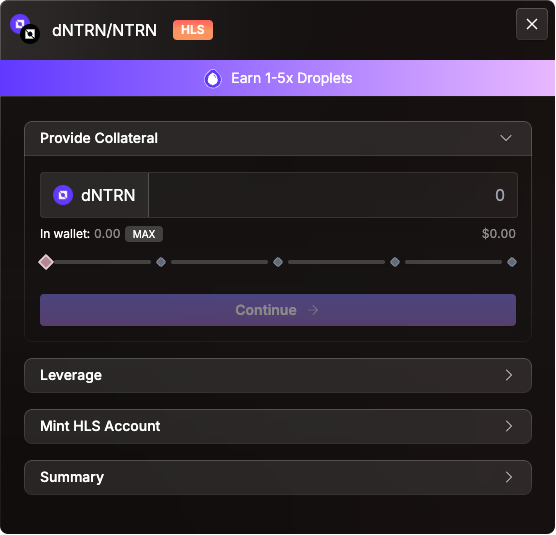 dNTRN/NTRN HLS
Earn 1-5x Droplets
Provide Collateral
dNTRN 0
In wallet: 0.00 MAX $0.00
Continue
Leverage
Mint HLS Account
Summary